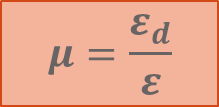 μ = ε_d / ε